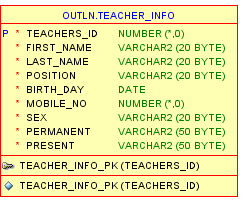 OUTLN.TEACHER_INFO
P * TEACHERS_ID NUMBER (*,0)
* FIRST_NAME VARCHAR2 (20 BYTE)
* LAST_NAME VARCHAR2 (20 BYTE)
* POSITION VARCHAR2 (20 BYTE)
* BIRTH_DAY DATE
* MOBILE_NO NUMBER (*,0)
* SEX VARCHAR2 (20 BYTE)
* PERMANENT VARCHAR2 (50 BYTE)
* PRESENT VARCHAR2 (50 BYTE)
TEACHER_INFO_PK (TEACHERS_ID)
TEACHER_INFO_PK (TEACHERS_ID)